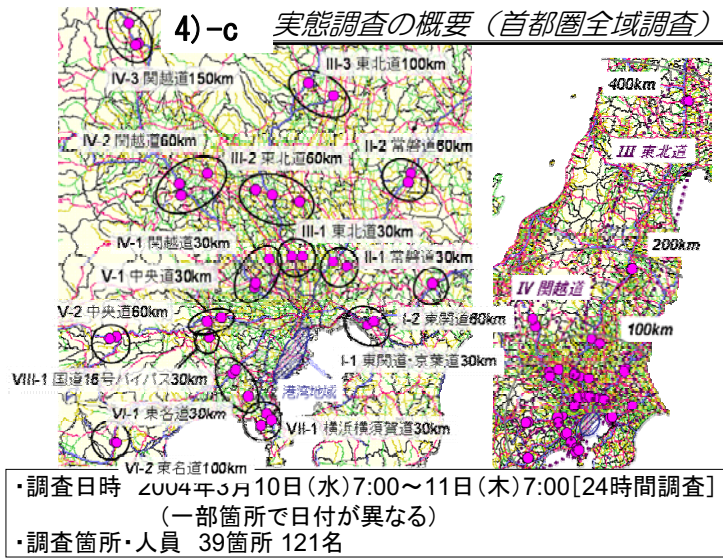 4)-c
実態調査の概要（首都圏全域調査）
IV-3 関越道150km
III-3 東北道100km
IV-2 関越道60km
III-2 東北道60km
II-2 常磐道60km
III-1 東北道30km
IV-1 関越道30km
II-1 常磐道30km
V-1 中央道30km
V-2 中央道60km
I-2 東関道60km
I-1 東関道・京葉道30km
VIII-1 国道16号バイパス30km
港湾地域
VI-1 東名道30km
VII-1 横浜横須賀道30km
VI-2 東名道100km
400km
III 東北道
200km
IV 関越道
100km
・調査日時 2004年3月10日（水）7:00～11日（木）7:00［24時間調査］
（一部箇所で日付が異なる）
・調査箇所・人員 39箇所 121名